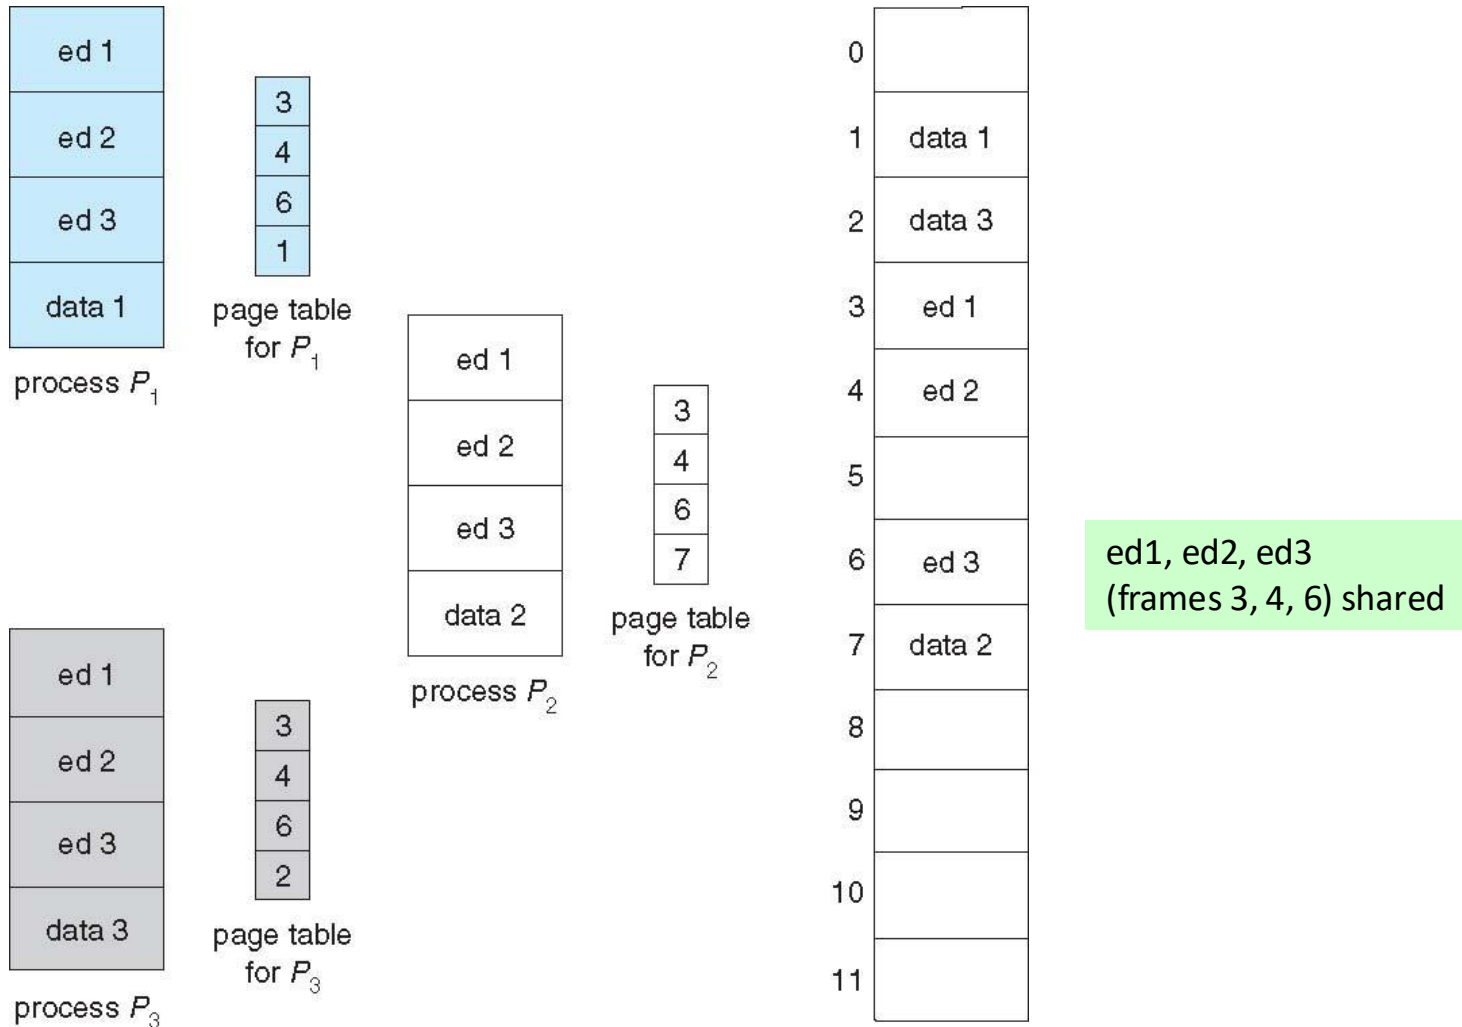 ed 1
ed 2
ed 3
data 1
process P1
3
4
6
1
page table
for P1
ed 1
ed 2
ed 3
data 2
process P2
3
4
6
7
page table
for P2
ed 1
ed 2
ed 3
data 3
process P3
3
4
6
2
page table
for P3
0
1 data 1
2 data 3
3 ed 1
4 ed 2
5
6 ed 3
7 data 2
8
9
10
11
ed1, ed2, ed3
(frames 3, 4, 6) shared